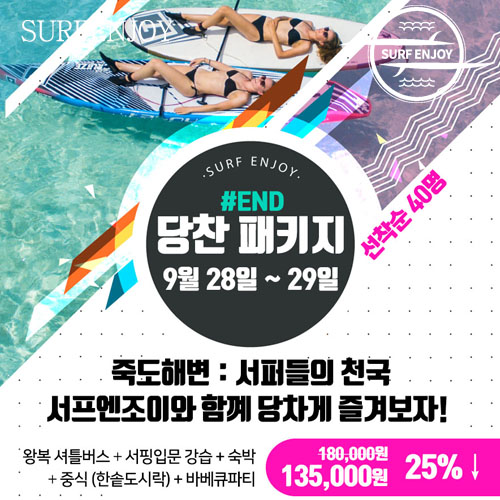 SURF ENJOY
SURF ENJOY
·SURF ENJOY·
#END
당찬 패키지
9월 28일 ~ 29일
선착순 40명
죽도해변 : 서퍼들의 천국
서프엔조이와 함께 당차게 즐겨보자!
왕복 셔틀버스 + 서핑입문 강습 + 숙박
+ 중식 (한솥도시락) + 바베큐파티
180,000원
135,000원
25%↓